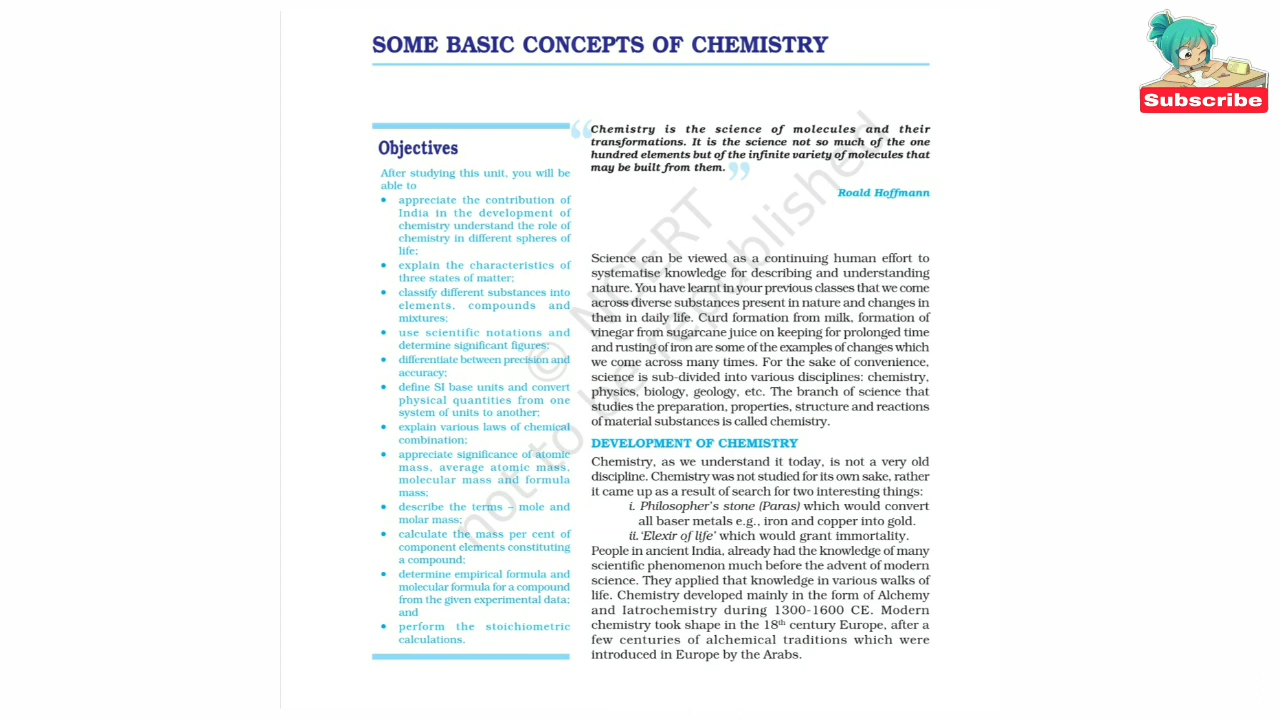 SOME BASIC CONCEPTS OF CHEMISTRY
Subscribe
Objectives
After studying this unit, you will be
able to
• appreciate the contribution of
India in the development of
chemistry understand the role of
chemistry in different spheres of
life;
• explain the characteristics of
three states of matter;
• classify different substances into
elements, compounds and
mixtures;
• use scientific notations and
determine significant figures;
• differentiate between precision and
accuracy;
• define SI base units and convert
physical quantities from one
system of units to another;
• explain various laws of chemical
combination;
• appreciate significance of atomic
mass, average atomic mass,
molecular mass and formula
mass;
• describe the terms – mole and
molar mass;
• calculate the mass per cent of
component elements constituting
a compound;
• determine empirical formula and
molecular formula for a compound
from the given experimental data;
and
• perform the stoichiometric
calculations.
“Chemistry is the science of molecules and their
transformations. It is the science not so much of the one
hundred elements but of the infinite variety of molecules that
may be built from them. ”
Roald Hoffmann
Science can be viewed as a continuing human effort to
systematise knowledge for describing and understanding
nature. You have learnt in your previous classes that we come
across diverse substances present in nature and changes in
them in daily life. Curd formation from milk, formation of
vinegar from sugarcane juice on keeping for prolonged time
and rusting of iron are some of the examples of changes which
we come across many times. For the sake of convenience,
science is sub-divided into various disciplines: chemistry,
physics, biology, geology, etc. The branch of science that
studies the preparation, properties, structure and reactions
of material substances is called chemistry.
DEVELOPMENT OF CHEMISTRY
Chemistry, as we understand it today, is not a very old
discipline. Chemistry was not studied for its own sake, rather
it came up as a result of search for two interesting things:
i. Philosopher's stone (Paras) which would convert
all baser metals e.g., iron and copper into gold.
ii. ‘Elexir of life’ which would grant immortality.
People in ancient India, already had the knowledge of many
scientific phenomenon much before the advent of modern
science. They applied that knowledge in various walks of
life. Chemistry developed mainly in the form of Alchemy
and Iatrochemistry during 1300-1600 CE. Modern
chemistry took shape in the 18th century Europe, after a
few centuries of alchemical traditions which were
introduced in Europe by the Arabs.
© NCERT
not to be republished